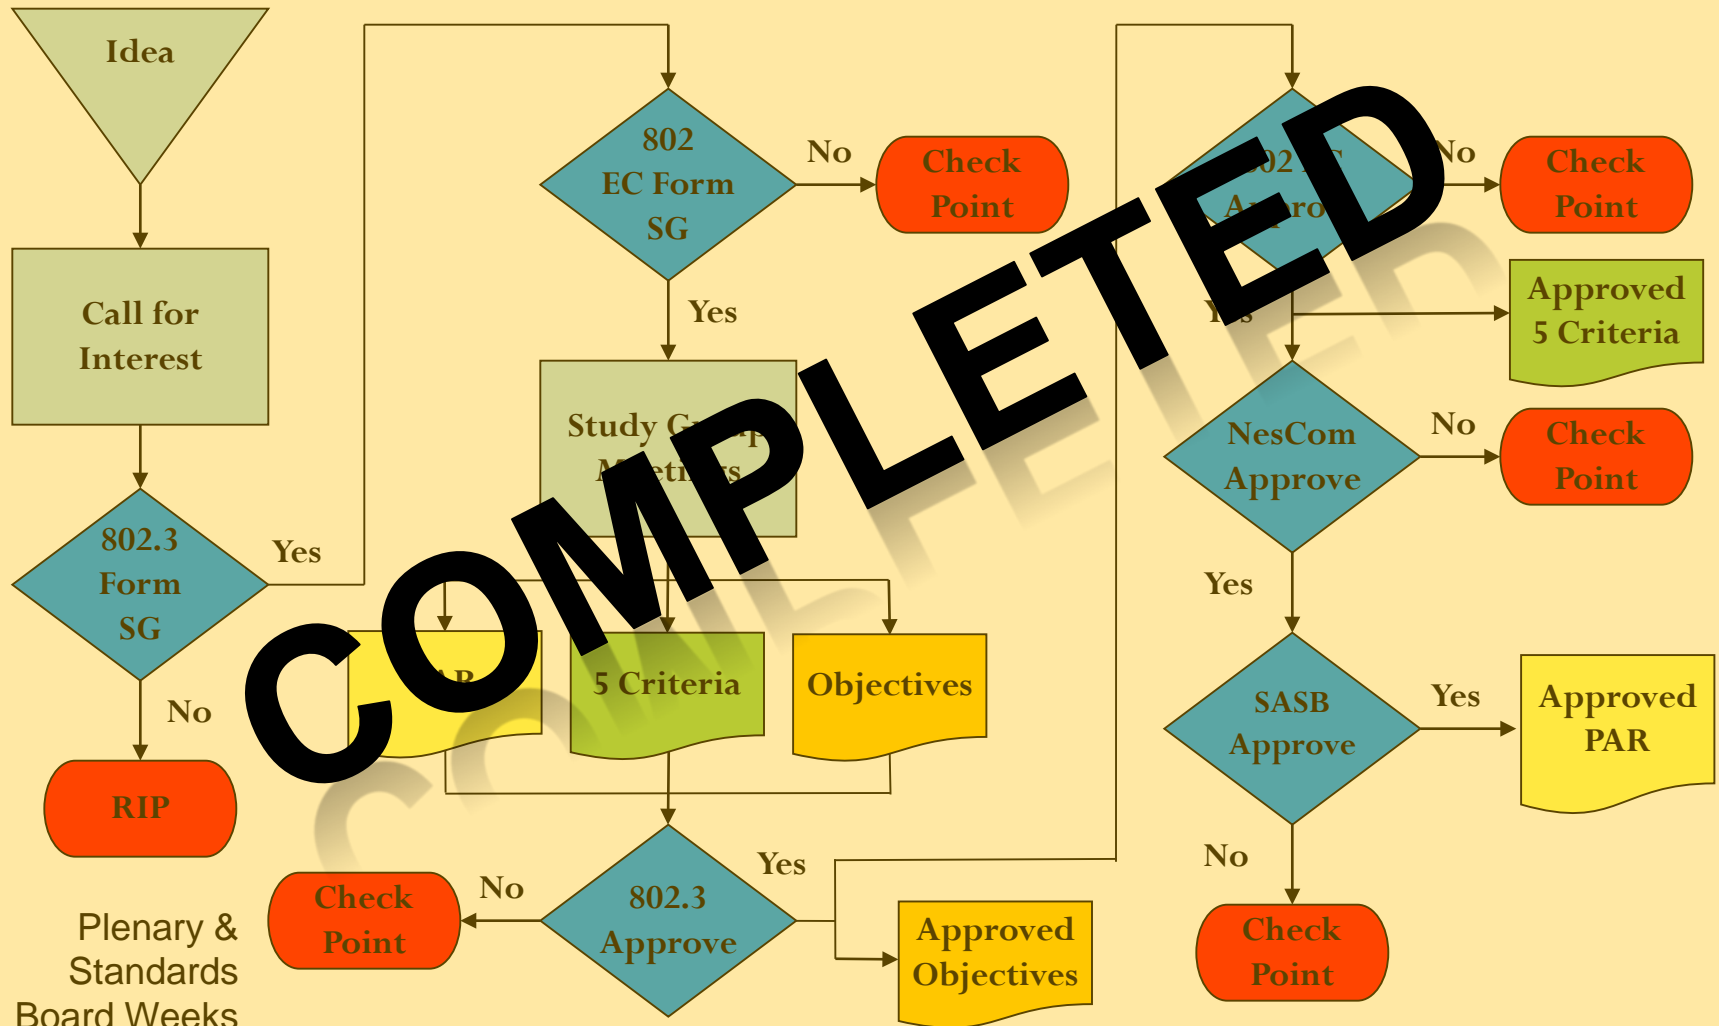 Idea
Call for
Interest
802.3
Form
SG
Yes
No
RIP
Plenary &
Standards
Board Weeks
802
EC Form
SG
No
Check
Point
Yes
Study
5 Criteria
Objectives
802.3
Approve
No
Check
Point
Yes
Approved
Objectives
No
Check
Point
Yes
Approved
5 Criteria
NesCom
Approve
No
Check
Point
Yes
SASB
Approve
Yes
Approved
PAR
No
Check
Point
COMPLETED